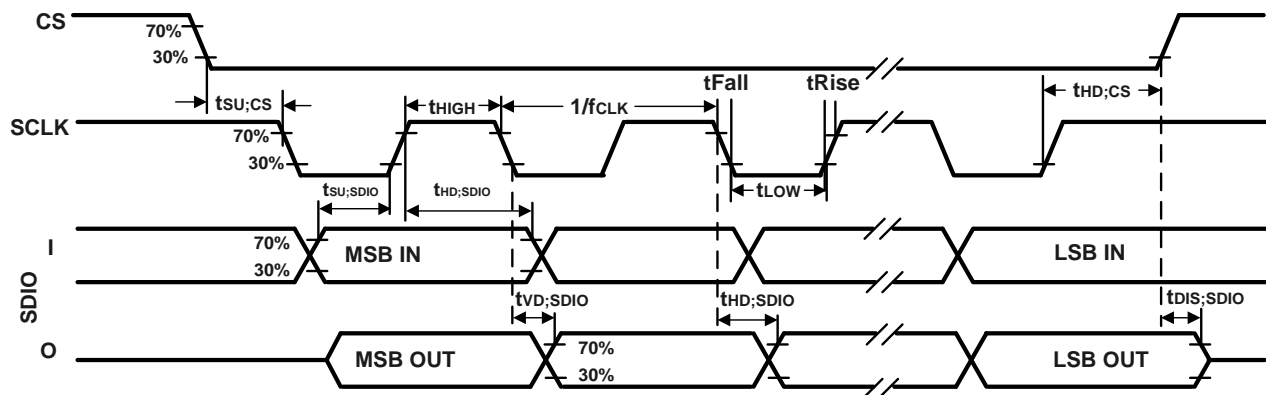 CS
70%
30%
tFall
tRise
tSU;CS
tHIGH
1/fCLK
tHD;CS
SCLK
70%
30%
tSU;SDIO
tHD;SDIO
tLOW
SDIO
I
70%
30%
MSB IN
LSB IN
tVD;SDIO
tHD;SDIO
tDIS;SDIO
O
MSB OUT
70%
30%
LSB OUT